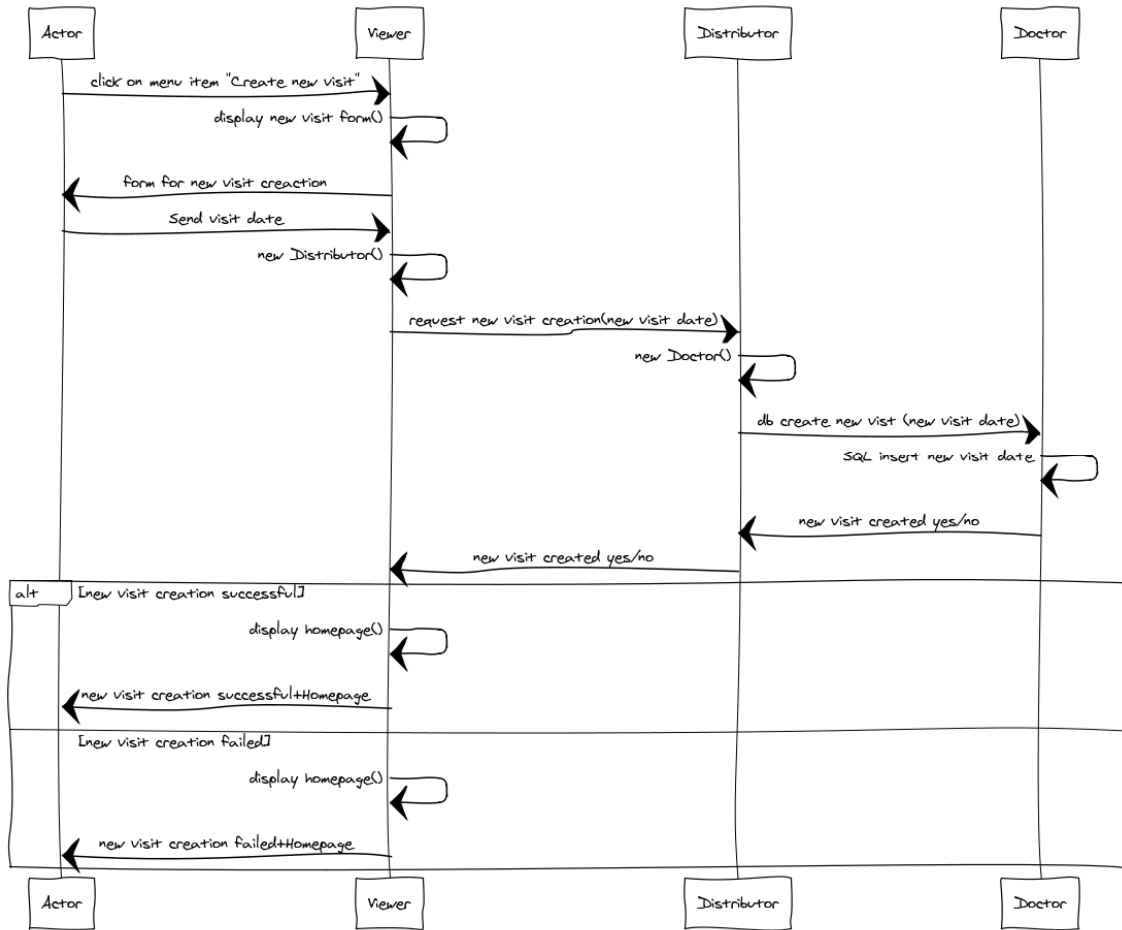 Actor
Viewer
Distributor
Doctor
click on menu item "Create new visit"
display new visit form()
form for new visit creaction
Send visit date
new Distributor()
request new visit creation(new visit date)
new Doctor()
db create new vist (new visit date)
SQL insert new visit date
new visit created yes/no
new visit created yes/no
alt
[new visit creation successful]
display homepage()
new visit creation successful+Homepage
[new visit creation failed]
display homepage()
new visit creation failed+Homepage
Actor
Viewer
Distributor
Doctor